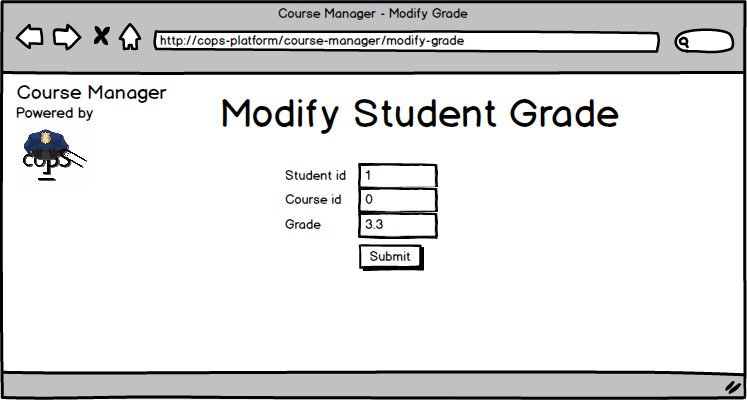 Course Manager - Modify Grade
http://cops-platform/course-manager/modify-grade
Course Manager
Powered by
COPS
Modify Student Grade
Student id 1
Course id 0
Grade 3.3
Submit